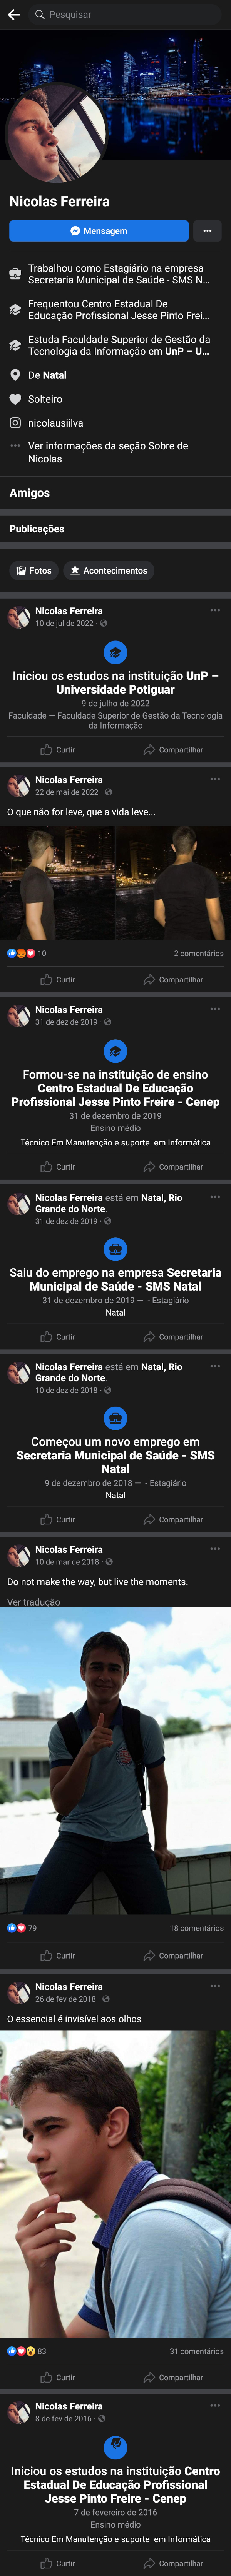 Pesquisar
Nicolas Ferreira
Mensagem
Trabalhou como Estagiário na empresa
Secretaria Municipal de Saúde - SMS N...
Frequentou Centro Estadual De
Educação Profissional Jesse Pinto Frei...
Estuda Faculdade Superior de Gestão da
Tecnologia da Informação em UnP – U...
De Natal
Solteiro
nicolausiilva
Ver informações da seção Sobre de
Nicolas
Amigos
Publicações
Fotos
Acontecimentos
Nicolas Ferreira
10 de jul de 2022 ·
Iniciou os estudos na instituição UnP –
Universidade Potiguar
9 de julho de 2022
Faculdade — Faculdade Superior de Gestão da Tecnologia
da Informação
Curtir
Compartilhar
Nicolas Ferreira
22 de mai de 2022 ·
O que não for leve, que a vida leve...
10
2 comentários
Curtir
Compartilhar
Nicolas Ferreira
31 de dez de 2019 ·
Formou-se na instituição de ensino
Centro Estadual De Educação
Profissional Jesse Pinto Freire - Cenep
31 de dezembro de 2019
Ensino médio
Técnico Em Manutenção e suporte em Informática
Curtir
Compartilhar
Nicolas Ferreira está em Natal, Rio
Grande do Norte.
31 de dez de 2019 ·
Saiu do emprego na empresa Secretaria
Municipal de Saúde - SMS Natal
31 de dezembro de 2019 — - Estagiário
Natal
Curtir
Compartilhar
Nicolas Ferreira está em Natal, Rio
Grande do Norte.
10 de dez de 2018 ·
Começou um novo emprego em
Secretaria Municipal de Saúde - SMS
Natal
9 de dezembro de 2018 — - Estagiário
Natal
Curtir
Compartilhar
Nicolas Ferreira
10 de mar de 2018 ·
Do not make the way, but live the moments.
Ver tradução
79
18 comentários
Curtir
Compartilhar
Nicolas Ferreira
26 de fev de 2018 ·
O essencial é invisível aos olhos
83
31 comentários
Curtir
Compartilhar
Nicolas Ferreira
8 de fev de 2016 ·
Iniciou os estudos na instituição Centro
Estadual De Educação Profissional
Jesse Pinto Freire - Cenep
7 de fevereiro de 2016
Ensino médio
Técnico Em Manutenção e suporte em Informática
Curtir
Compartilhar